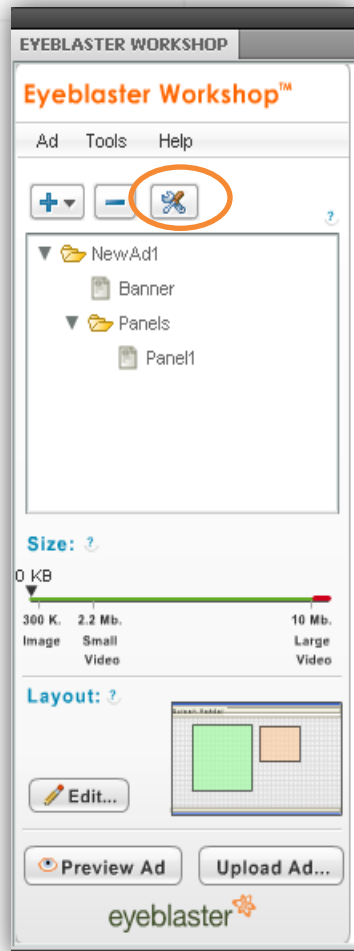 EYEBLASTER WORKSHOP
Eyeblaster Workshop™
Ad Tools Help
?
NewAd1
Banner
Panels
Panel1
Size: ?
0 KB
300 K. 2.2 Mb. 10 Mb.
Image Small Large
Video Video
Layout: ?
Edit...
Preview Ad Upload Ad...
eyeblaster